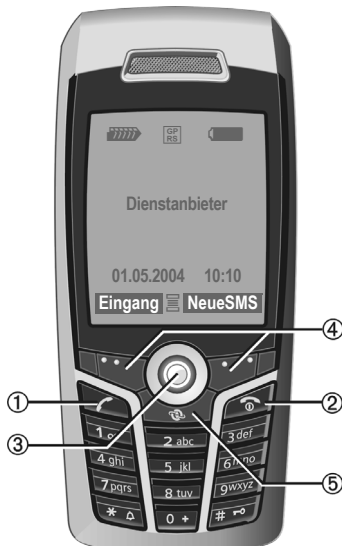 GP
RS
Dienstanbieter
01.05.2004 10:10
Eingang NeueSMS
④
①
②
③
⑤
1
2 abc
3 def
4 ghi
5 jkl
6 mno
7 pqrs
8 tuv
9 wxyz
*
0 +
#